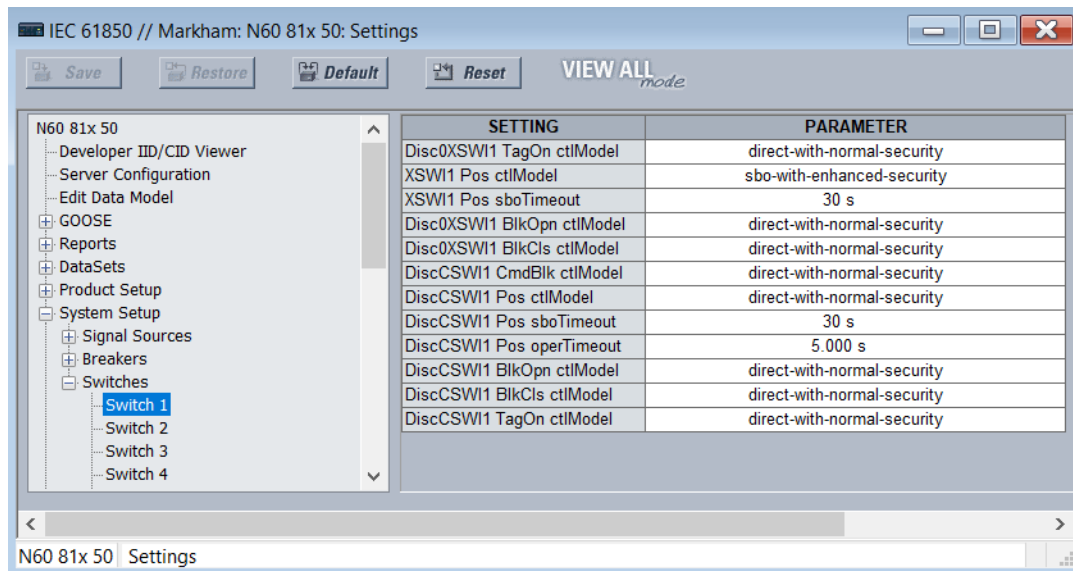 IEC 61850 // Markham: N60 81x 50: Settings
Save Restore Default Reset VIEW ALL mode
N60 81x 50
Developer IID/CID Viewer
Server Configuration
Edit Data Model
GOOSE
Reports
DataSets
Product Setup
System Setup
Signal Sources
Breakers
Switches
Switch 1
Switch 2
Switch 3
Switch 4
SETTING PARAMETER
Disc0XSWI1 TagOn ctlModel direct-with-normal-security
XSWI1 Pos ctlModel sbo-with-enhanced-security
XSWI1 Pos sboTimeout 30 s
Disc0XSWI1 BlkOpn ctlModel direct-with-normal-security
Disc0XSWI1 BlkCls ctlModel direct-with-normal-security
DiscCSWI1 CmdBlk ctlModel direct-with-normal-security
DiscCSWI1 Pos ctlModel direct-with-normal-security
DiscCSWI1 Pos sboTimeout 30 s
DiscCSWI1 Pos operTimeout 5.000 s
DiscCSWI1 BlkOpn ctlModel direct-with-normal-security
DiscCSWI1 BlkCls ctlModel direct-with-normal-security
DiscCSWI1 TagOn ctlModel direct-with-normal-security
N60 81x 50 Settings